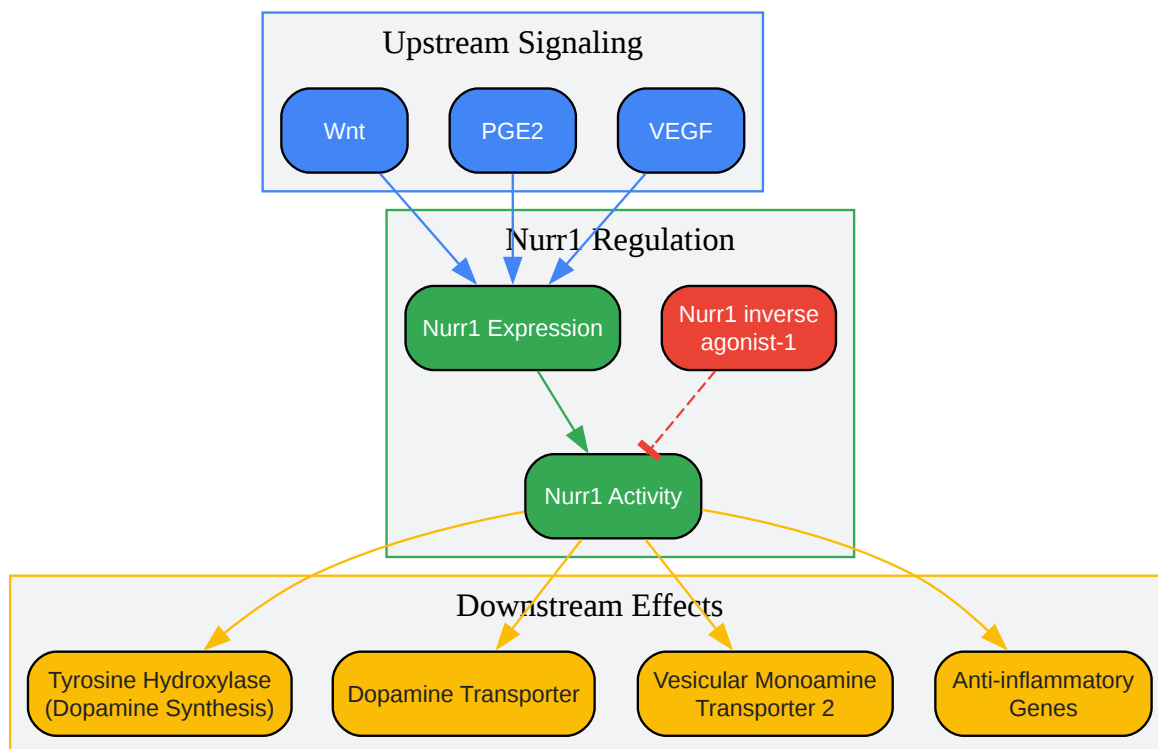 Upstream Signaling
Wnt
PGE2
VEGF
Nurr1 Regulation
Nurr1 Expression
Nurr1 inverse
agonist-1
Nurr1 Activity
Downstream Effects
Tyrosine Hydroxylase
(Dopamine Synthesis)
Dopamine Transporter
Vesicular Monoamine
Transporter 2
Anti-inflammatory
Genes